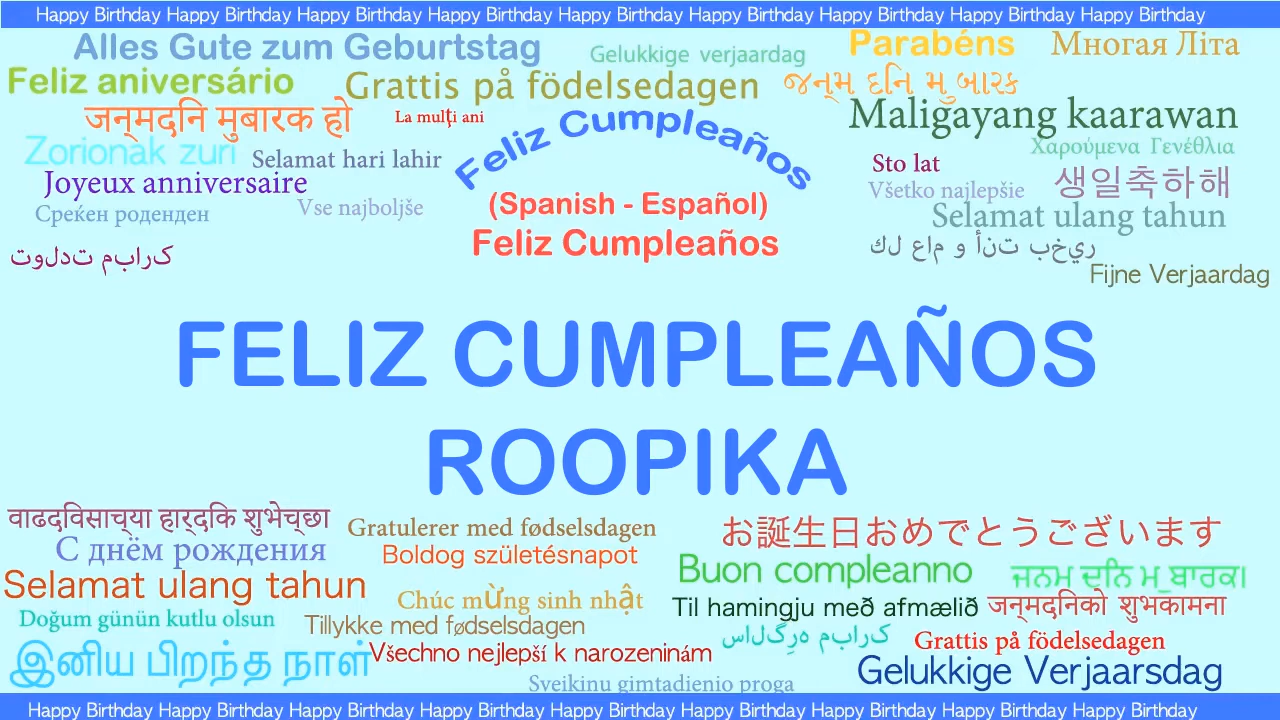 Happy Birthday Happy Birthday Happy Birthday Happy Birthday Happy Birthday Happy Birthday Happy Birthday Happy Birthday Happy Birthday
Alles Gute zum Geburtstag
Gelukkige verjaardag
Parabéns
Многая Літа
Feliz aniversário
Grattis på födelsedagen
જન્મ દિન મુબારક
जन्मदिन मुबारक हो
La mulţi ani
Feliz Cumpleaños
Maligayang kaarawan
Zorionak zuri
Selamat hari lahir
Sto lat
Χαρούμενα Γενέθλια
Joyeux anniversaire
(Spanish - Español)
Všetko najlepšie
생일축하해
Среќен роденден
Vse najboljše
Selamat ulang tahun
Feliz Cumpleaños
تولدت مبارک
كل عام و أنت بخير
Fijne Verjaardag
FELIZ CUMPLEAÑOS
ROOPIKA
वाढदिवसाच्या हार्दिक शुभेच्छा
Gratulerer med fødselsdagen
お誕生日おめでとうございます
С днём рождения
Boldog születésnapot
Selamat ulang tahun
Buon compleanno
ਜਨਮ ਦਿਨ ਮੁਬਾਰਕ।
Chúc mừng sinh nhật
Til hamingju með afmælið
जन्मदिनको शुभकामना
Doğum günün kutlu olsun
Tillykke med fødselsdagen
سالگرہ مبارک
Grattis på födelsedagen
இனிய பிறந்த நாள்
Všechno nejlepší k narozeninám
Gelukkige Verjaarsdag
Sveikinu gimtadienio proga
Happy Birthday Happy Birthday Happy Birthday Happy Birthday Happy Birthday Happy Birthday Happy Birthday Happy Birthday Happy Birthday